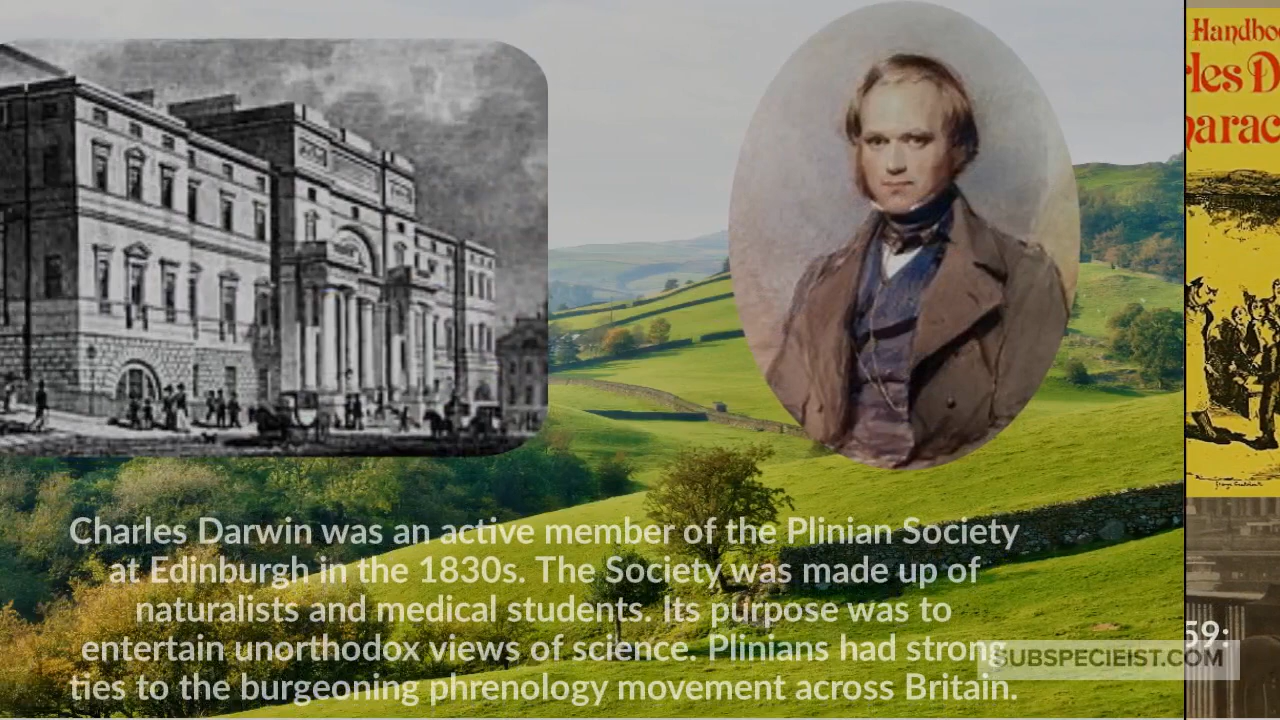 Charles Darwin was an active member of the Plinian Society
at Edinburgh in the 1830s. The Society was made up of
naturalists and medical students. Its purpose was to
entertain unorthodox views of science. Plinians had strong
ties to the burgeoning phrenology movement across Britain.
SUBSPECIEIST.COM
Handbo
les D
arac
59: